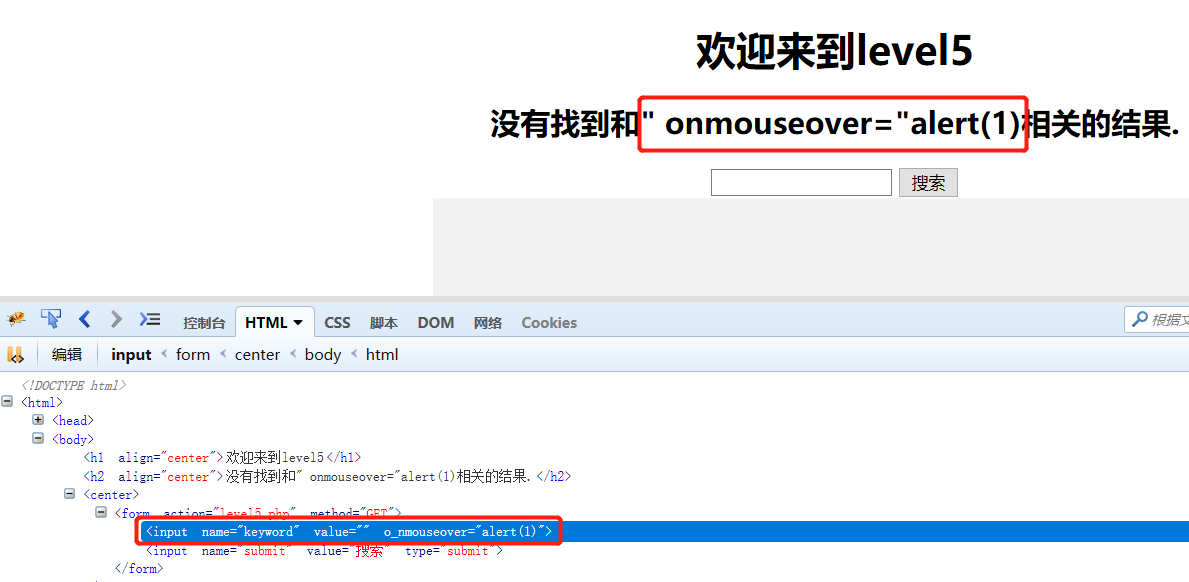 欢迎来到level5
没有找到和" onmouseover="alert(1)相关的结果.
搜索
控制台 HTML CSS 脚本 DOM 网络 Cookies 根据文
编辑 input < form < center < body < html
<!DOCTYPE html>
<html>
<head>
<body>
<h1 align="center">欢迎来到level5</h1>
<h2 align="center">没有找到和" onmouseover="alert(1)相关的结果.</h2>
<center>
<form action="level5.php" method="GET">
<input name="keyword" value="" o_nmouseover="alert(1)">
<input name="submit" value="搜索" type="submit">
</form>